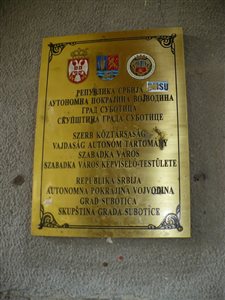 РЕПУБЛИКА СРБИЈА
АУТОНОМНА ПОКРАЈИНА ВОЈВОДИНА
ГРАД СУБОТИЦА
СКУПШТИНА ГРАДА СУБОТИЦЕ
SZERB KÖZTÁRSASÁG
VAJDASÁG AUTONÓM TARTOMÁNY
SZABADKA VÁROS
SZABADKA VÁROS KÉPVISELŐ-TESTÜLETE
REPUBLIKA SRBIJA
AUTONOMNA POKRAJINA VOJVODINA
GRAD SUBOTICA
SKUPŠTINA GRADA SUBOTICE